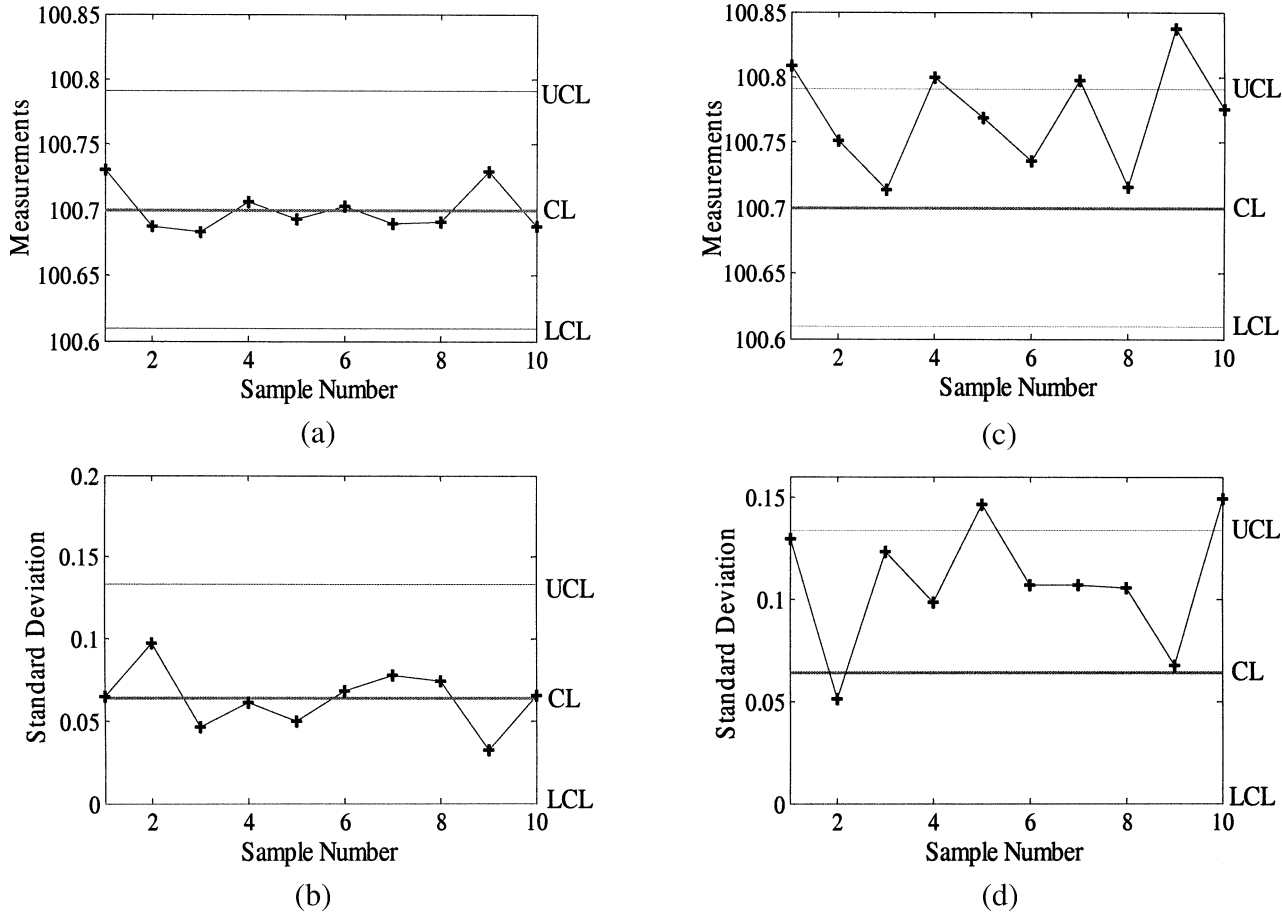 100.85
100.8
100.75
100.7
100.65
100.6
Measurements
UCL
CL
LCL
2 4 6 8 10
Sample Number
(a)
100.85
100.8
100.75
100.7
100.65
100.6
Measurements
UCL
CL
LCL
2 4 6 8 10
Sample Number
(c)
0.2
0.15
0.1
0.05
0
Standard Deviation
UCL
CL
LCL
2 4 6 8 10
Sample Number
(b)
0.15
0.1
0.05
0
Standard Deviation
UCL
CL
LCL
2 4 6 8 10
Sample Number
(d)